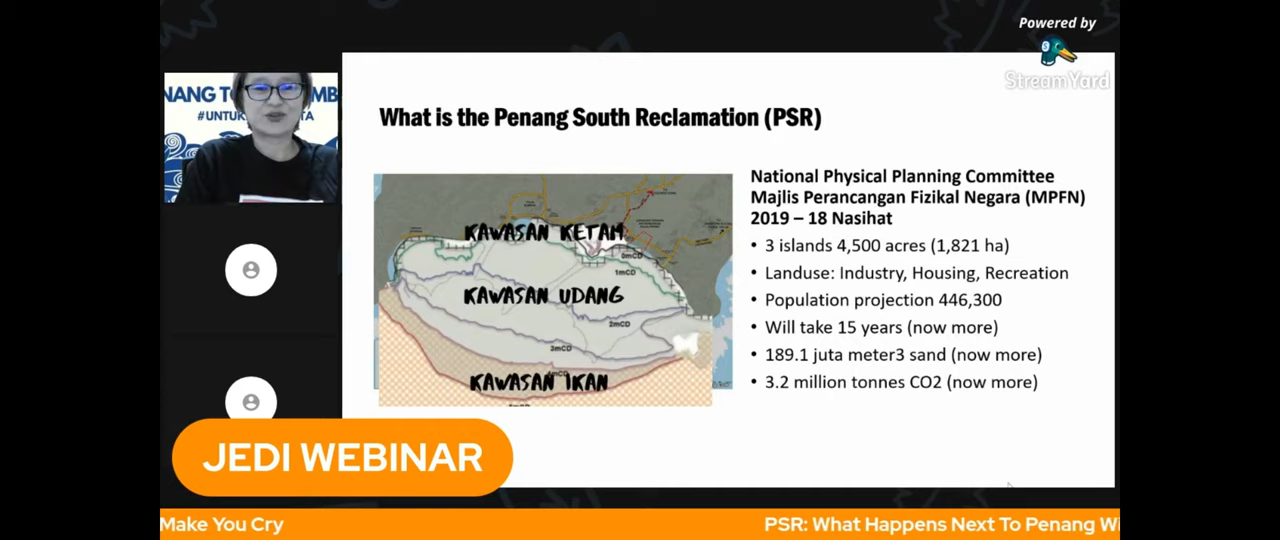 Powered by
StreamYard
NANG T MB
#UNTUK TA
What is the Penang South Reclamation (PSR)
KAWASAN KETAM
0mCD
1mCD
KAWASAN UDANG
2mCD
3mCD
KAWASAN IKAN
National Physical Planning Committee
Majlis Perancangan Fizikal Negara (MPFN)
2019 – 18 Nasihat
• 3 islands 4,500 acres (1,821 ha)
• Landuse: Industry, Housing, Recreation
• Population projection 446,300
• Will take 15 years (now more)
• 189.1 juta meter3 sand (now more)
• 3.2 million tonnes CO2 (now more)
JEDI WEBINAR
Make You Cry
PSR: What Happens Next To Penang Wi